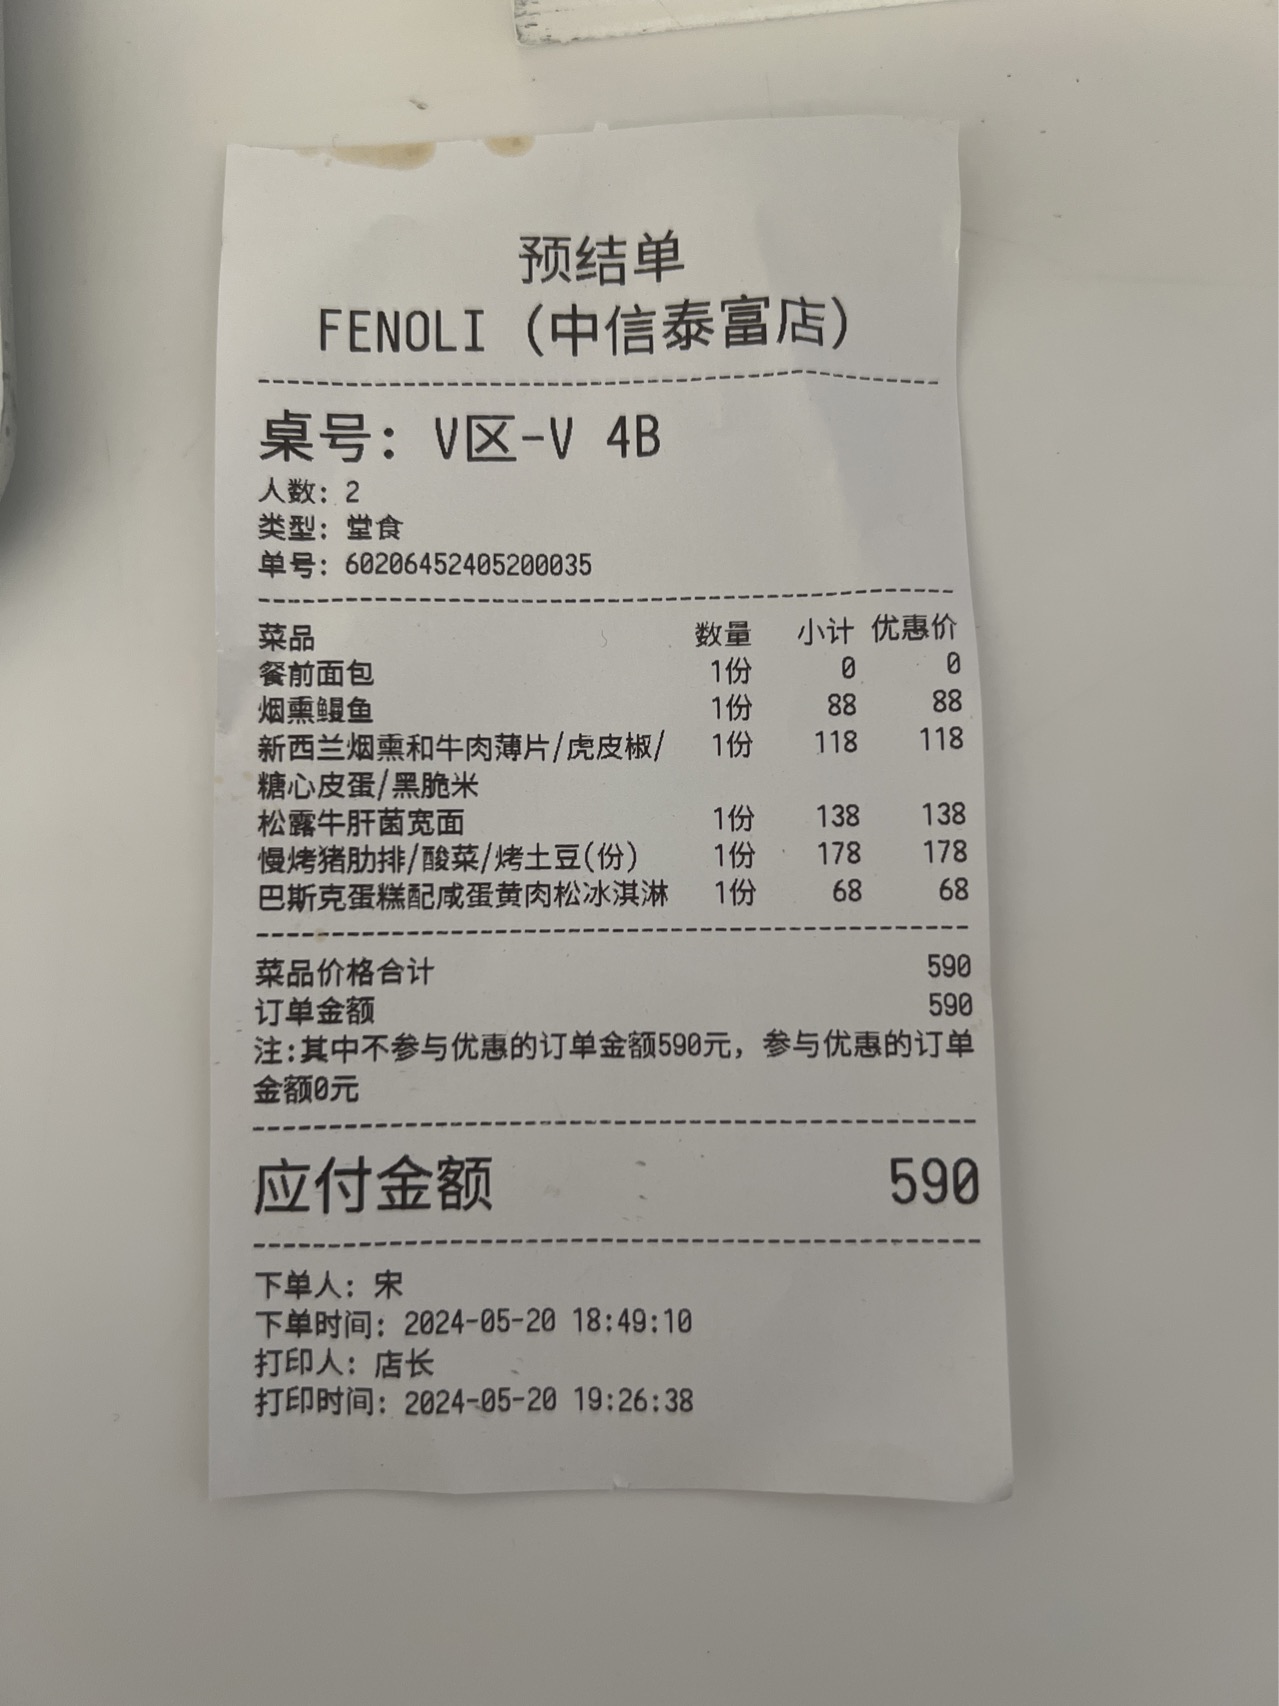 预结单
FENOLI (中信泰富店)
桌号: V区-V 4B
人数: 2
类型: 堂食
单号: 60206452405200035
菜品 数量 小计 优惠价
餐前面包 1份 0 0
烟熏鳗鱼 1份 88 88
新西兰烟熏和牛肉薄片/虎皮椒/ 1份 118 118
糖心皮蛋/黑脆米
松露牛肝菌宽面 1份 138 138
慢烤猪肋排/酸菜/烤土豆(份) 1份 178 178
巴斯克蛋糕配咸蛋黄肉松冰淇淋 1份 68 68
菜品价格合计 590
订单金额 590
注:其中不参与优惠的订单金额590元, 参与优惠的订单
金额0元
应付金额 590
下单人: 宋
下单时间: 2024-05-20 18:49:10
打印人: 店长
打印时间: 2024-05-20 19:26:38